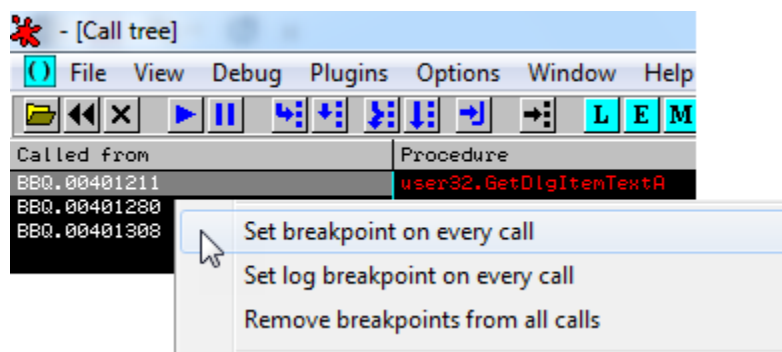 - [Call tree]
() File View Debug Plugins Options Window Help
L E M
Called from Procedure
BBQ.00401211 user32.GetDlgItemTextA
BBQ.00401280
BBQ.00401308
Set breakpoint on every call
Set log breakpoint on every call
Remove breakpoints from all calls